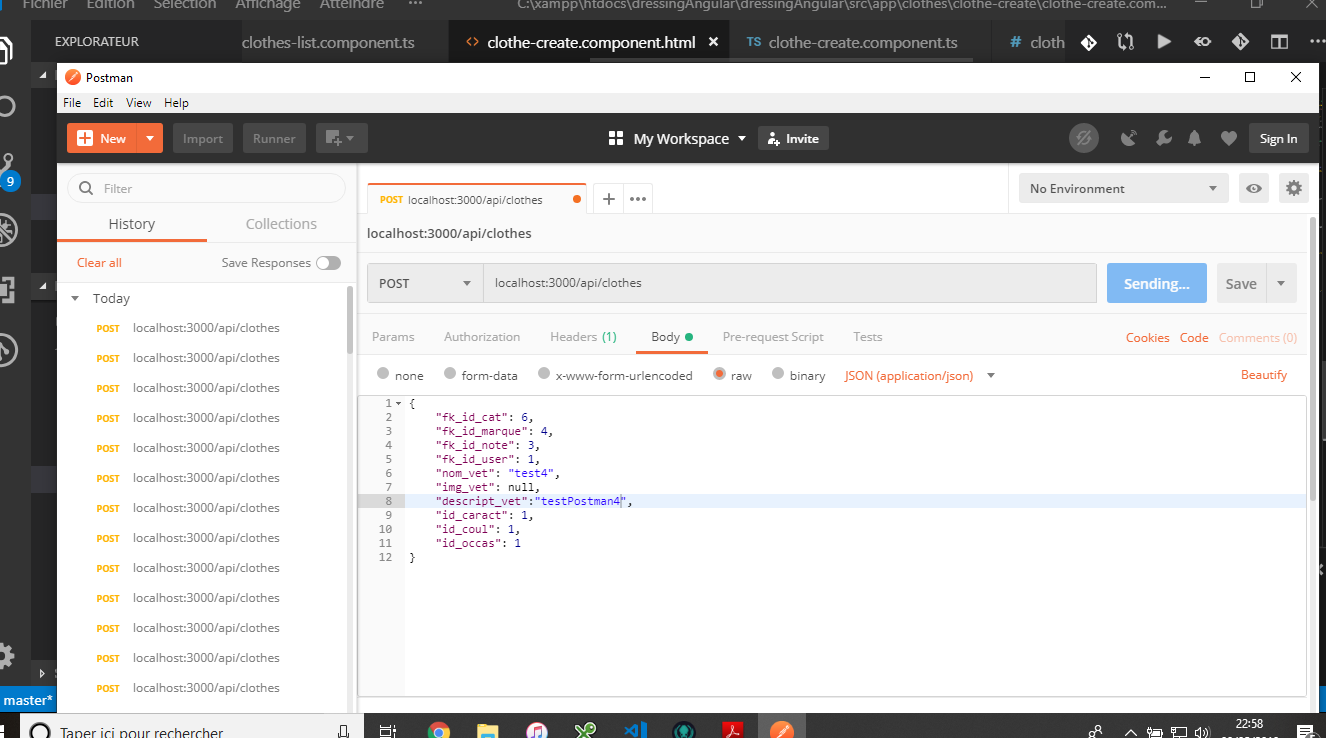 Fichier Edition Sélection Affichage Atteindre ··· C:\xampp\htdocs\dressingAngular\dressingAngular\src\app\clothes\clothe-create\clothe-create.com...
EXPLORATEUR clothes-list.component.ts <> clothe-create.component.html × TS clothe-create.component.ts # cloth
Postman
File Edit View Help
New Import Runner My Workspace Invite Sign In
9
Filter
POST localhost:3000/api/clothes + ••• No Environment
History Collections
localhost:3000/api/clothes
Clear all Save Responses
POST localhost:3000/api/clothes Sending... Save
Today
POST localhost:3000/api/clothes
POST localhost:3000/api/clothes
POST localhost:3000/api/clothes
POST localhost:3000/api/clothes
POST localhost:3000/api/clothes
POST localhost:3000/api/clothes
POST localhost:3000/api/clothes
POST localhost:3000/api/clothes
POST localhost:3000/api/clothes
POST localhost:3000/api/clothes
POST localhost:3000/api/clothes
POST localhost:3000/api/clothes
POST localhost:3000/api/clothes
Params Authorization Headers (1) Body Pre-request Script Tests Cookies Code Comments (0)
none form-data x-www-form-urlencoded raw binary JSON (application/json) Beautify
1 {
2 "fk_id_cat": 6,
3 "fk_id_marque": 4,
4 "fk_id_note": 3,
5 "fk_id_user": 1,
6 "nom_vet": "test4",
7 "img_vet": null,
8 "descript_vet":"testPostman4",
9 "id_caract": 1,
10 "id_coul": 1,
11 "id_occas": 1
12 }
master*
Taper ici pour rechercher 22:58